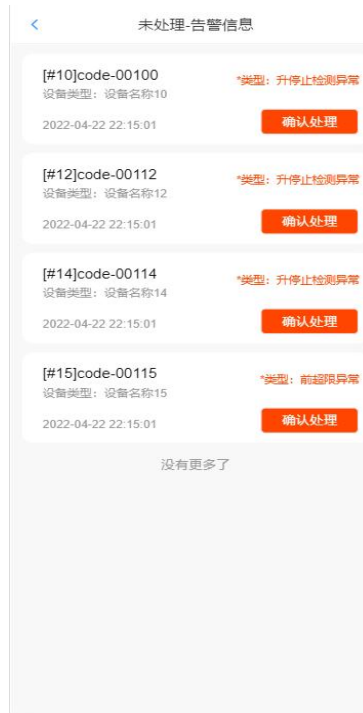 未处理-告警信息
[#10]code-00100
*类型：升停止检测异常
设备类型：设备名称10
2022-04-22 22:15:01
确认处理
[#12]code-00112
*类型：升停止检测异常
设备类型：设备名称12
2022-04-22 22:15:01
确认处理
[#14]code-00114
*类型：升停止检测异常
设备类型：设备名称14
2022-04-22 22:15:01
确认处理
[#15]code-00115
*类型：前超限异常
设备类型：设备名称15
2022-04-22 22:15:01
确认处理
没有更多了